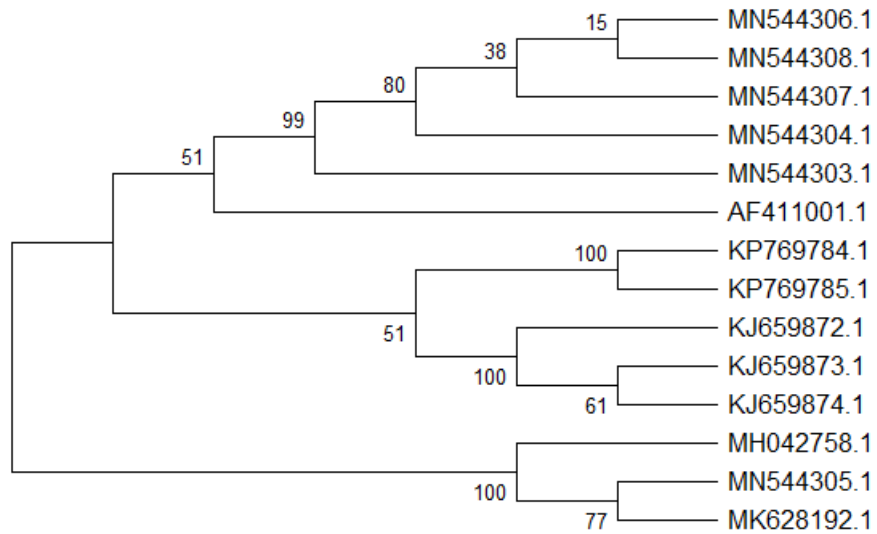 15 MN544306.1
MN544308.1
38
MN544307.1
80
MN544304.1
99
MN544303.1
51
AF411001.1
100 KP769784.1
KP769785.1
KJ659872.1
51
KJ659873.1
100
KJ659874.1
61
MH042758.1
MN544305.1
100
MK628192.1
77